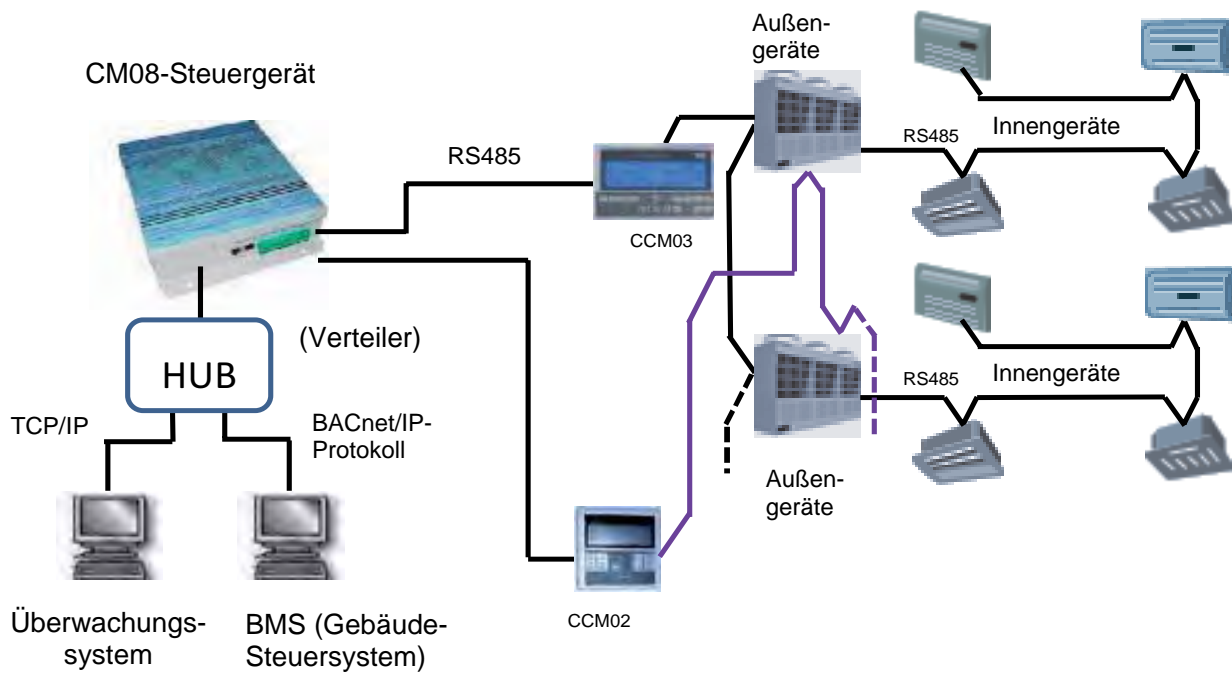 Außen-
geräte
CM08-Steuergerät
RS485
CCM03
RS485
Innengeräte
(Verteiler)
HUB
TCP/IP
BACnet/IP-
Protokoll
RS485
Innengeräte
Außen-
geräte
CCM02
Überwachungs-
system
BMS (Gebäude-
Steuersystem)